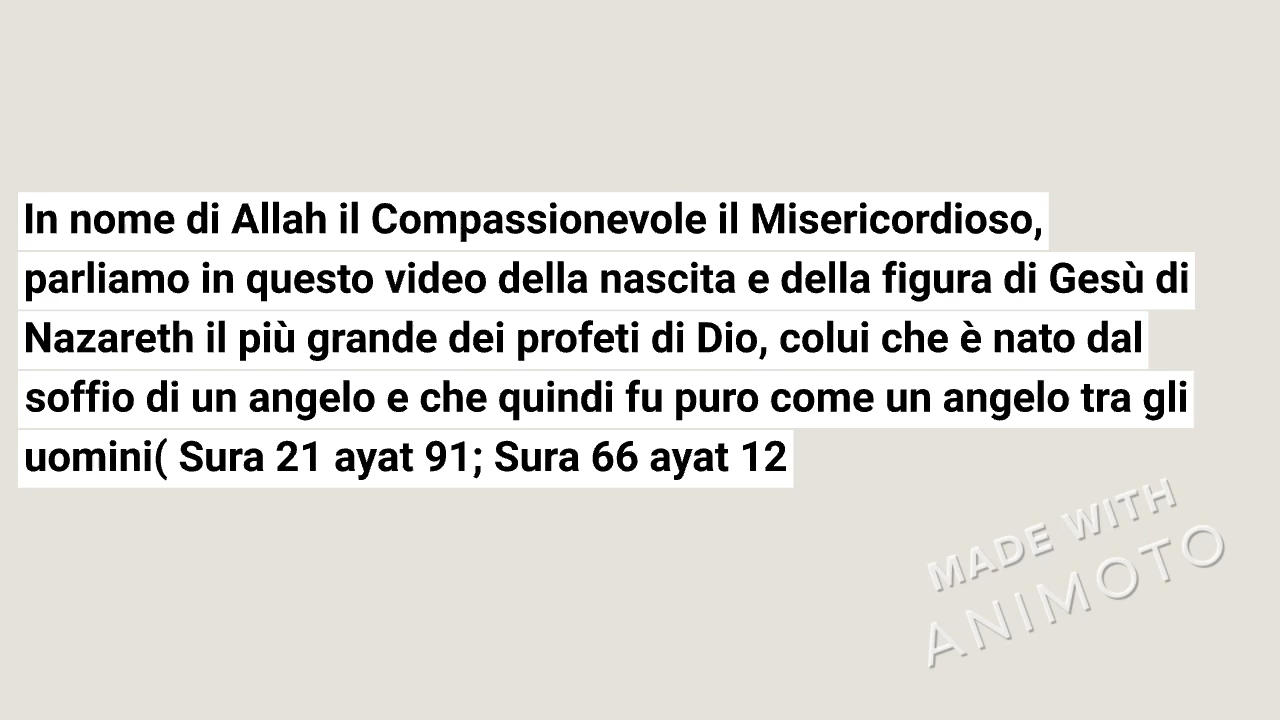 In nome di Allah il Compassionevole il Misericordioso,
parliamo in questo video della nascita e della figura di Gesù di
Nazareth il più grande dei profeti di Dio, colui che è nato dal
soffio di un angelo e che quindi fu puro come un angelo tra gli
uomini( Sura 21 ayat 91; Sura 66 ayat 12
MADE WITH
ANIMOTO